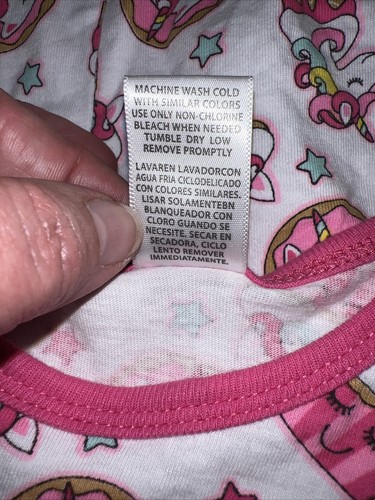 MACHINE WASH COLD
WITH SIMILAR COLORS
USE ONLY NON-CHLORINE
BLEACH WHEN NEEDED
TUMBLE DRY LOW
REMOVE PROMPTLY
LAVAREN LAVADORCON
AGUA FRIA CICLODELICADO
CON COLORES SIMILARES.
LISAR SOLAMENTEBN
BLANQUEADOR CON
CLORO GUANDO SE
NECESITE. SECAR EN
SECADORA, CICLO
LENTO REMOVER
IMMEDIATAMENTE.